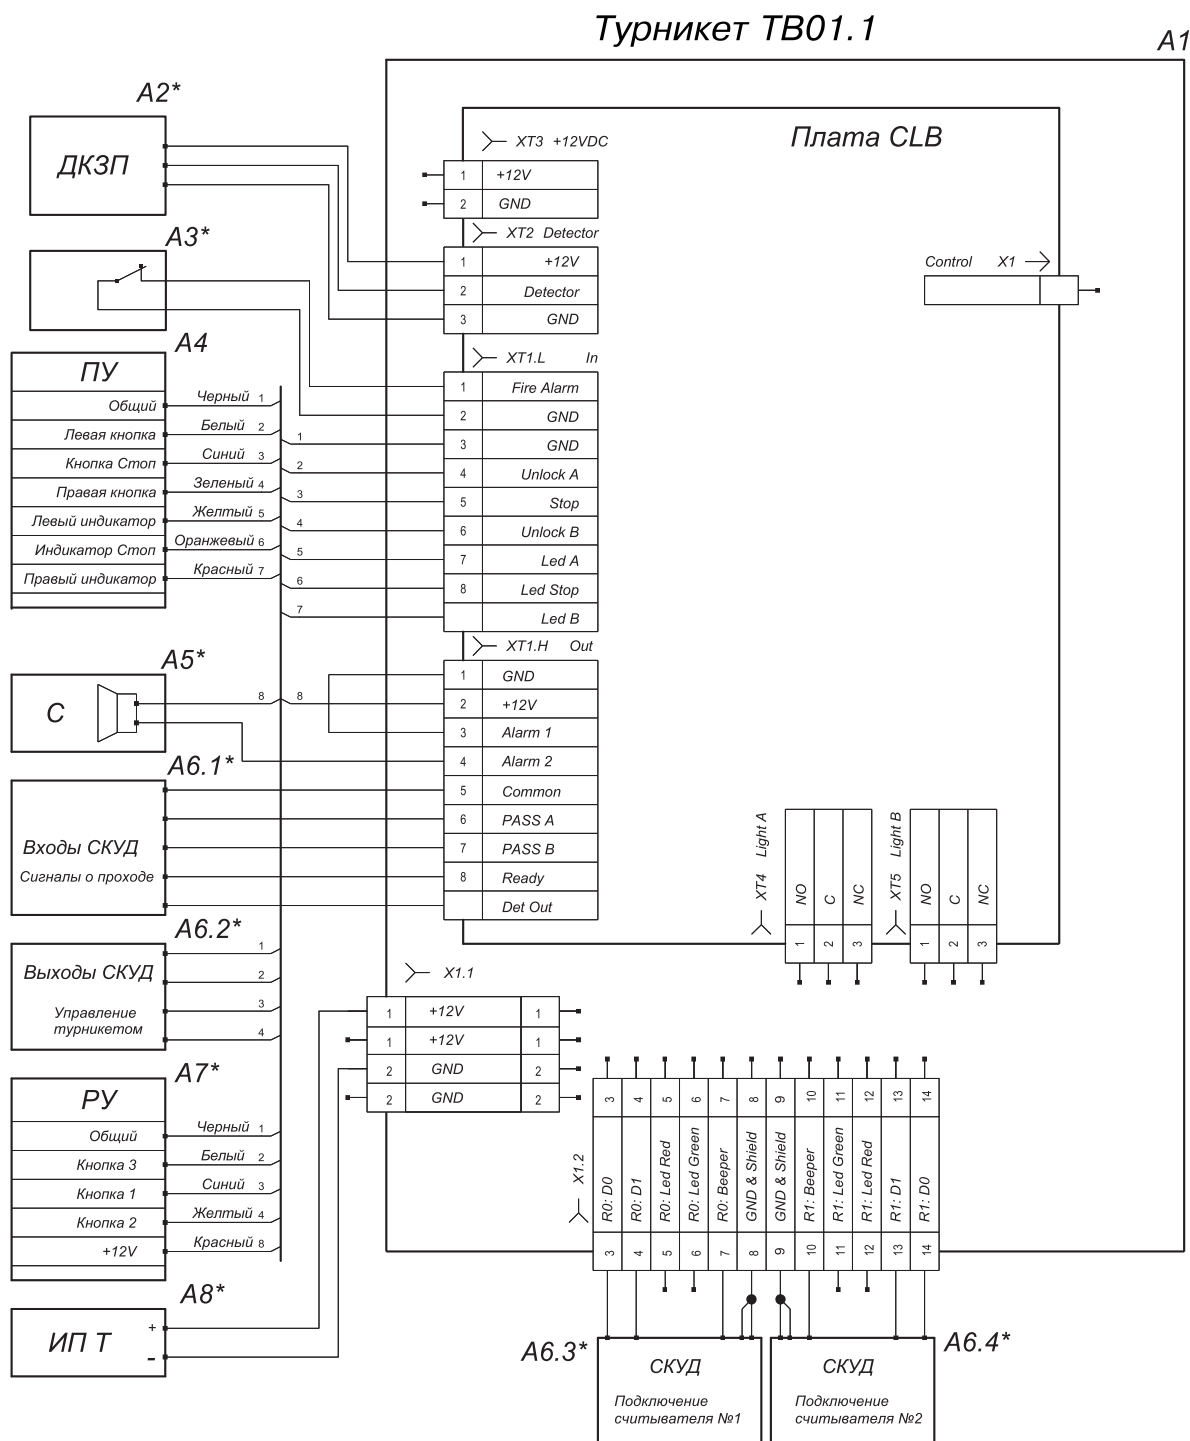 Турникет TB01.1
A1
A2*
ДКЗП
Плата CLB
XT3 +12VDC
1 +12V
2 GND
XT2 Detector
1 +12V
2 Detector
3 GND
Control X1
A3*
XT1.L In
1 Fire Alarm
2 GND
3 GND
4 Unlock A
5 Stop
6 Unlock B
7 Led A
8 Led Stop
Led B
A4
ПУ
Общий Черный 1
Левая кнопка Белый 2
Кнопка Стоп Синий 3
Правая кнопка Зеленый 4
Левый индикатор Желтый 5
Индикатор Стоп Оранжевый 6
Правый индикатор Красный 7
1
2
3
4
5
6
7
XT1.H Out
1 GND
2 +12V
3 Alarm 1
4 Alarm 2
5 Common
6 PASS A
7 PASS B
8 Ready
Det Out
A5*
C
8 8
A6.1*
Входы СКУД
Сигналы о проходе
A6.2*
Выходы СКУД
Управление
турникетом
1
2
3
4
XT4 Light A
NO C NC
1 2 3
XT5 Light B
NO C NC
1 2 3
X1.1
1 +12V 1
1 +12V 1
2 GND 2
2 GND 2
A7*
РУ
Общий Черный 1
Кнопка 3 Белый 2
Кнопка 1 Синий 3
Кнопка 2 Желтый 4
+12V Красный 8
X1.2
3 R0: D0 3
4 R0: D1 4
5 R0: Led Red 5
6 R0: Led Green 6
7 R0: Beeper 7
8 GND & Shield 8
9 GND & Shield 9
10 R1: Beeper 10
11 R1: Led Green 11
12 R1: Led Red 12
13 R1: D1 13
14 R1: D0 14
A8*
ИП Т
+
-
A6.3*
СКУД
Подключение
считывателя №1
A6.4*
СКУД
Подключение
считывателя №2